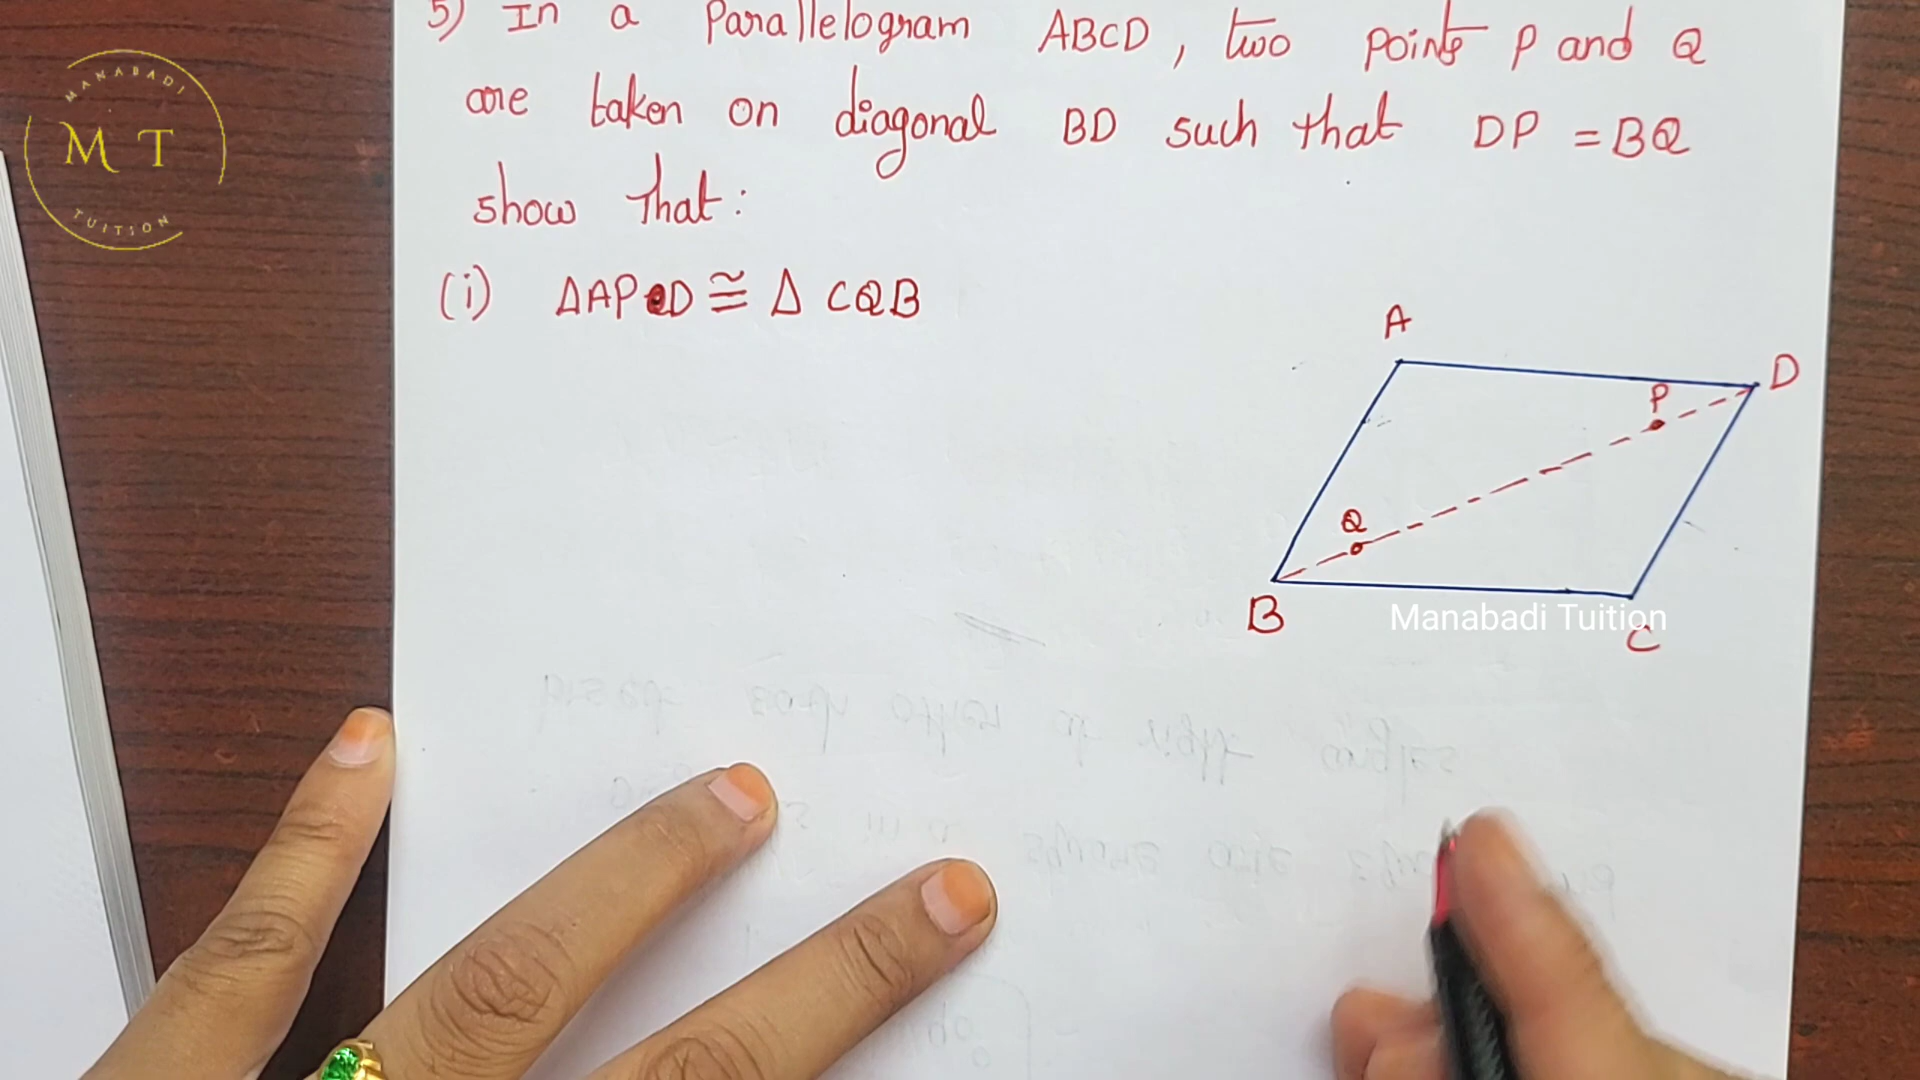 5) In a Parallelogram ABCD, two points P and Q
are taken on diagonal BD such that DP = BQ
show that:
(i) ΔAPD ≅ Δ CQB
A
D
P
Q
B
C
Manabadi Tuition
MANABADI
M T
TUITION